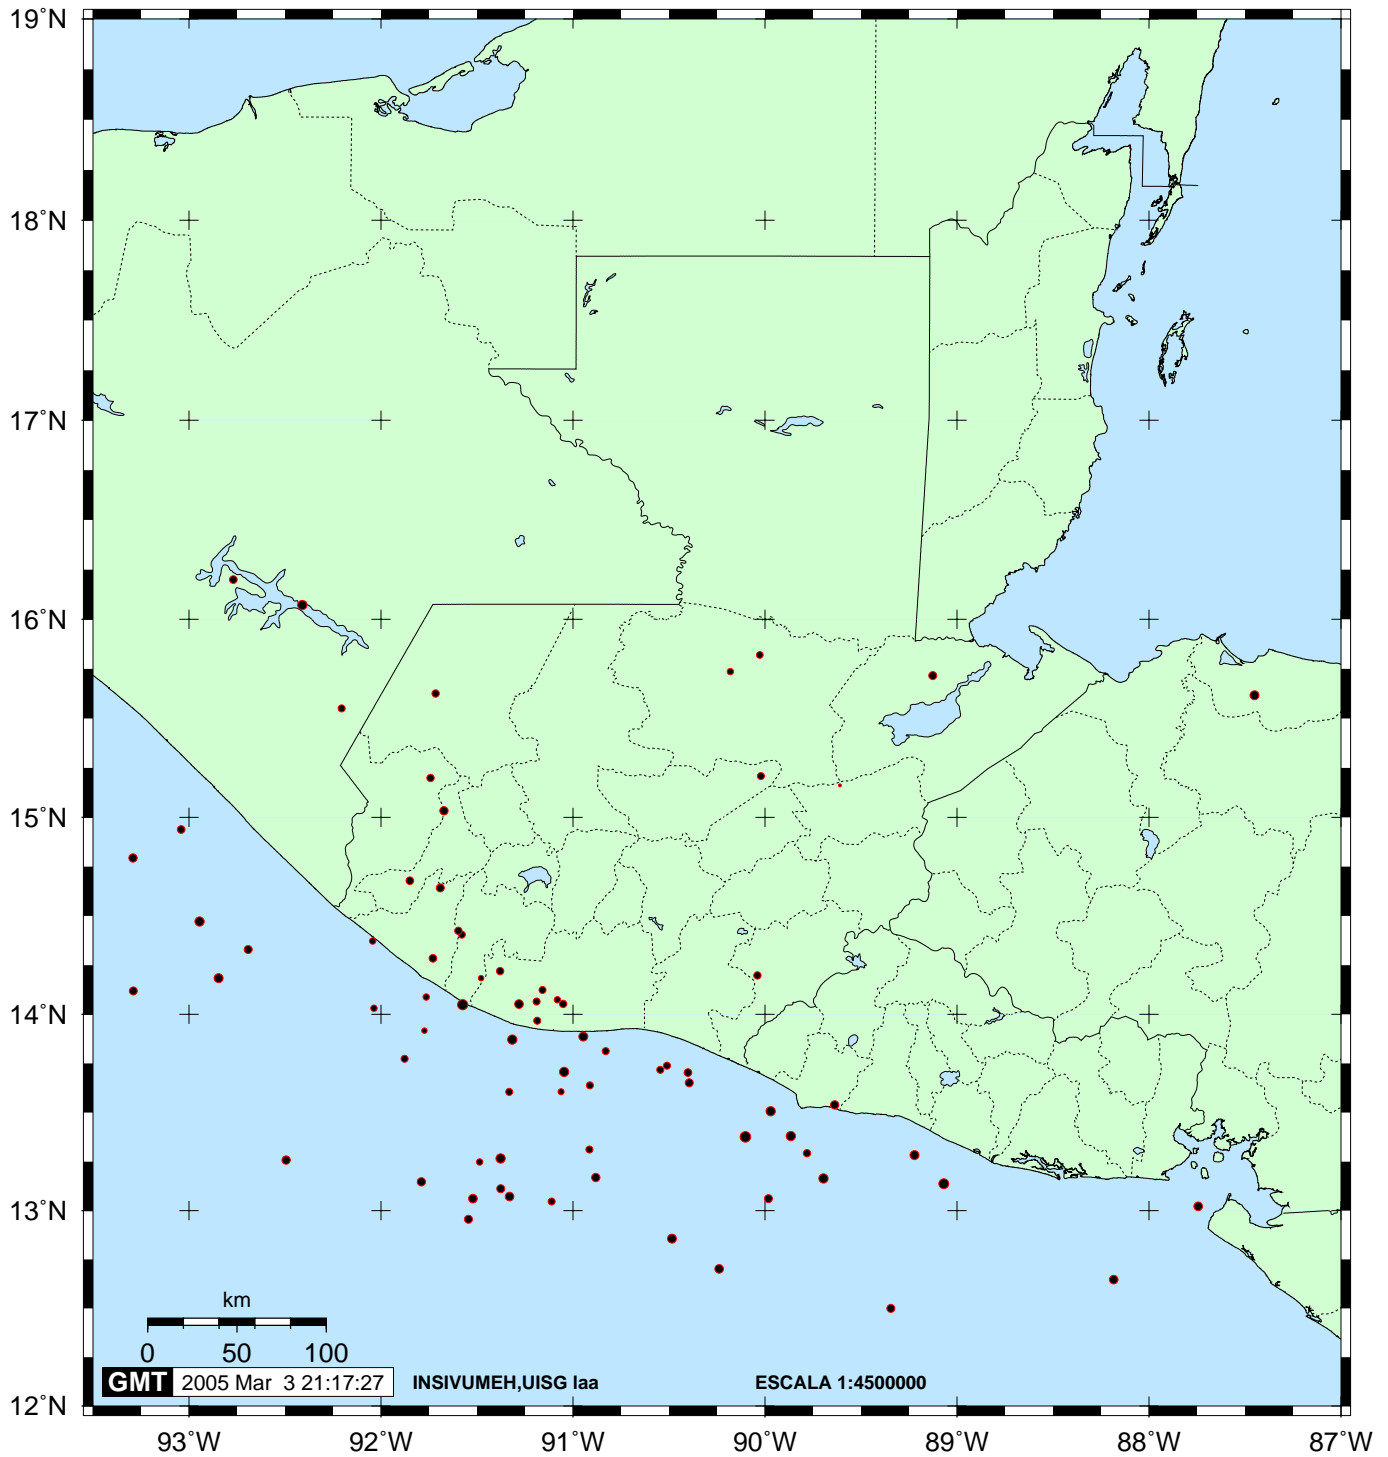 19°N
18°N
17°N
16°N
15°N
14°N
13°N
km
0 50 100
GMT 2005 Mar 3 21:17:27 INSIVUMEH,UISG laa ESCALA 1:4500000
12°N
93°W 92°W 91°W 90°W 89°W 88°W 87°W